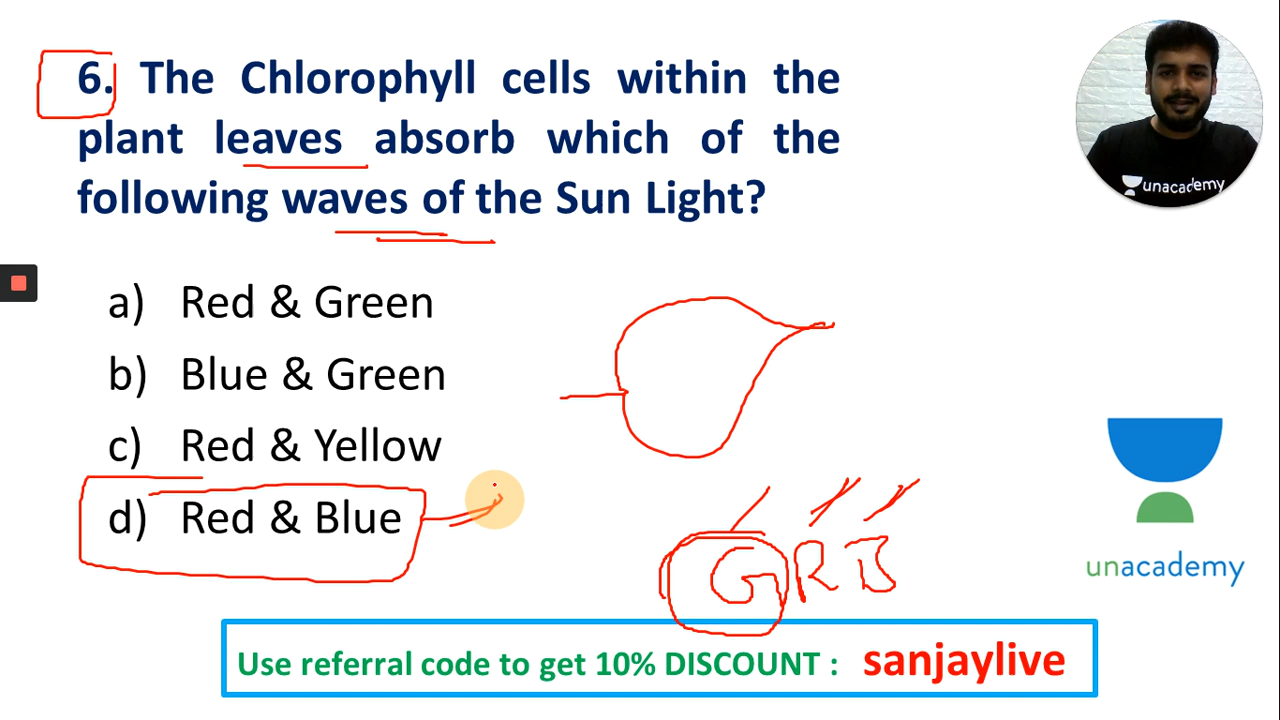 6. The Chlorophyll cells within the
plant leaves absorb which of the
following waves of the Sun Light?
unacademy
a) Red & Green
b) Blue & Green
c) Red & Yellow
d) Red & Blue
G R B
unacademy
Use referral code to get 10% DISCOUNT : sanjaylive